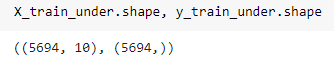 X_train_under.shape, y_train_under.shape
((5694, 10), (5694,))